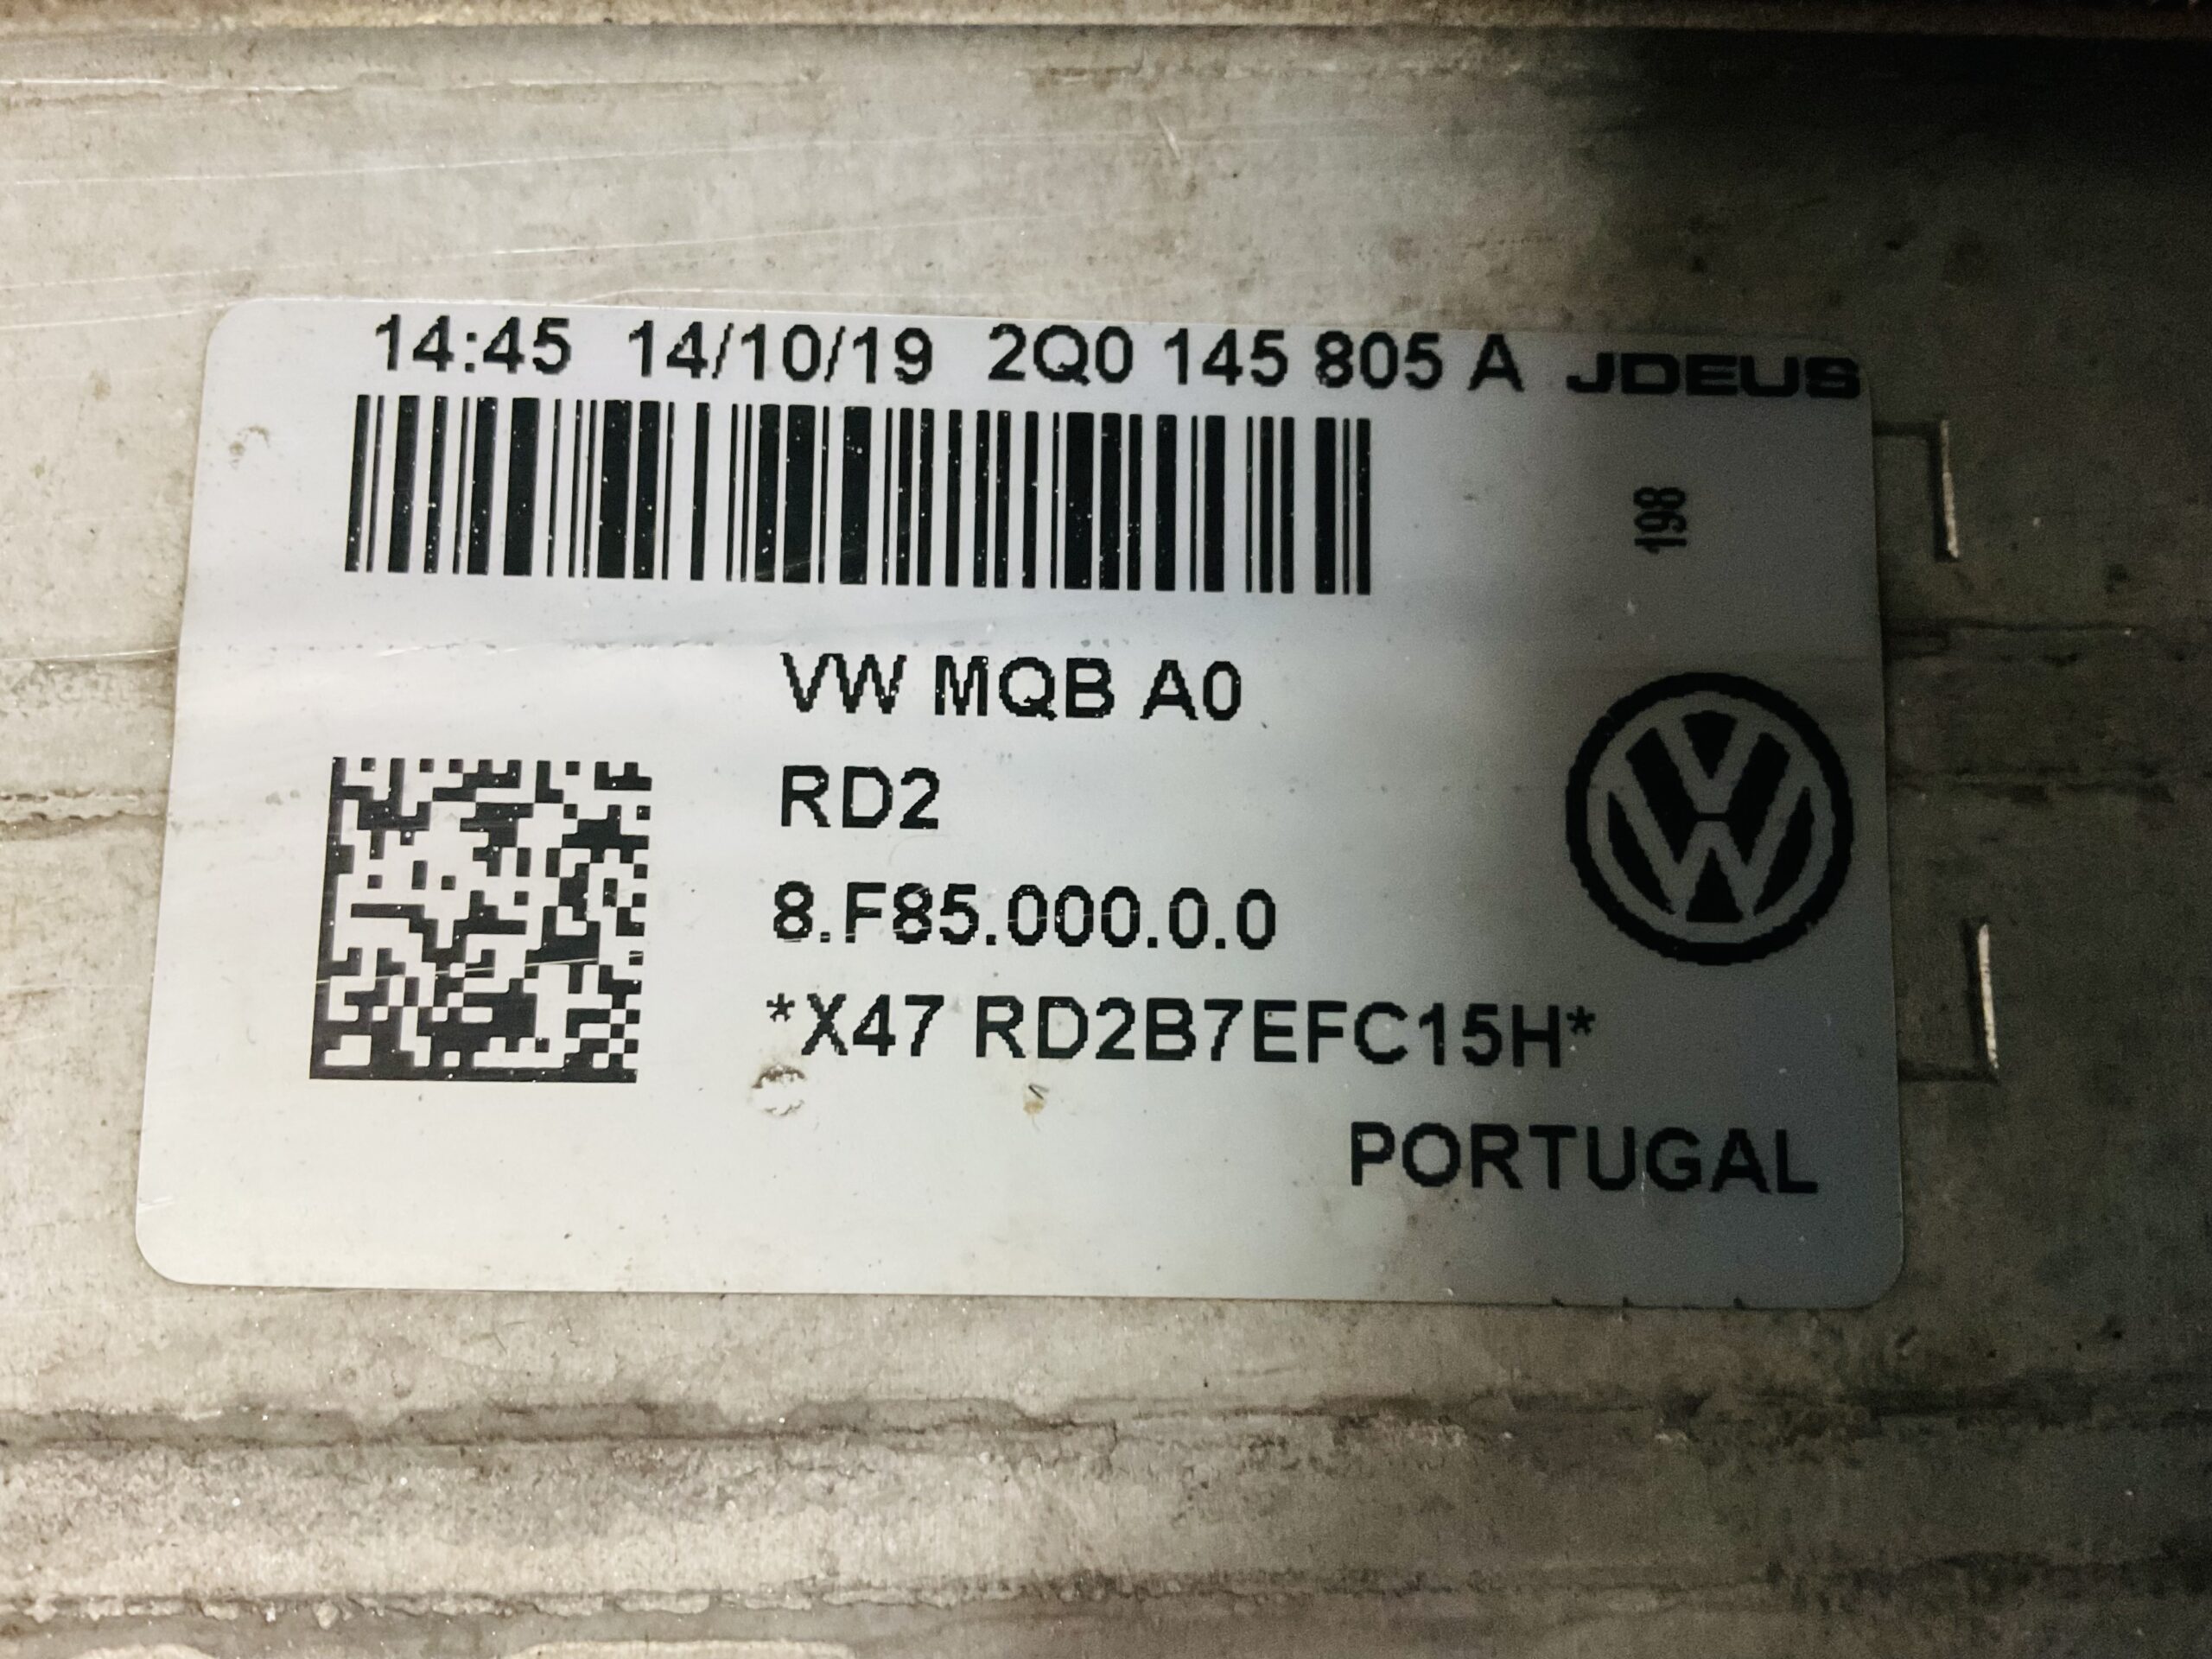 14:45 14/10/19 2Q0 145 805 A JDEUS
198
VW MQB A0
RD2
8.F85.000.0.0
*X47 RD2B7EFC15H*
PORTUGAL